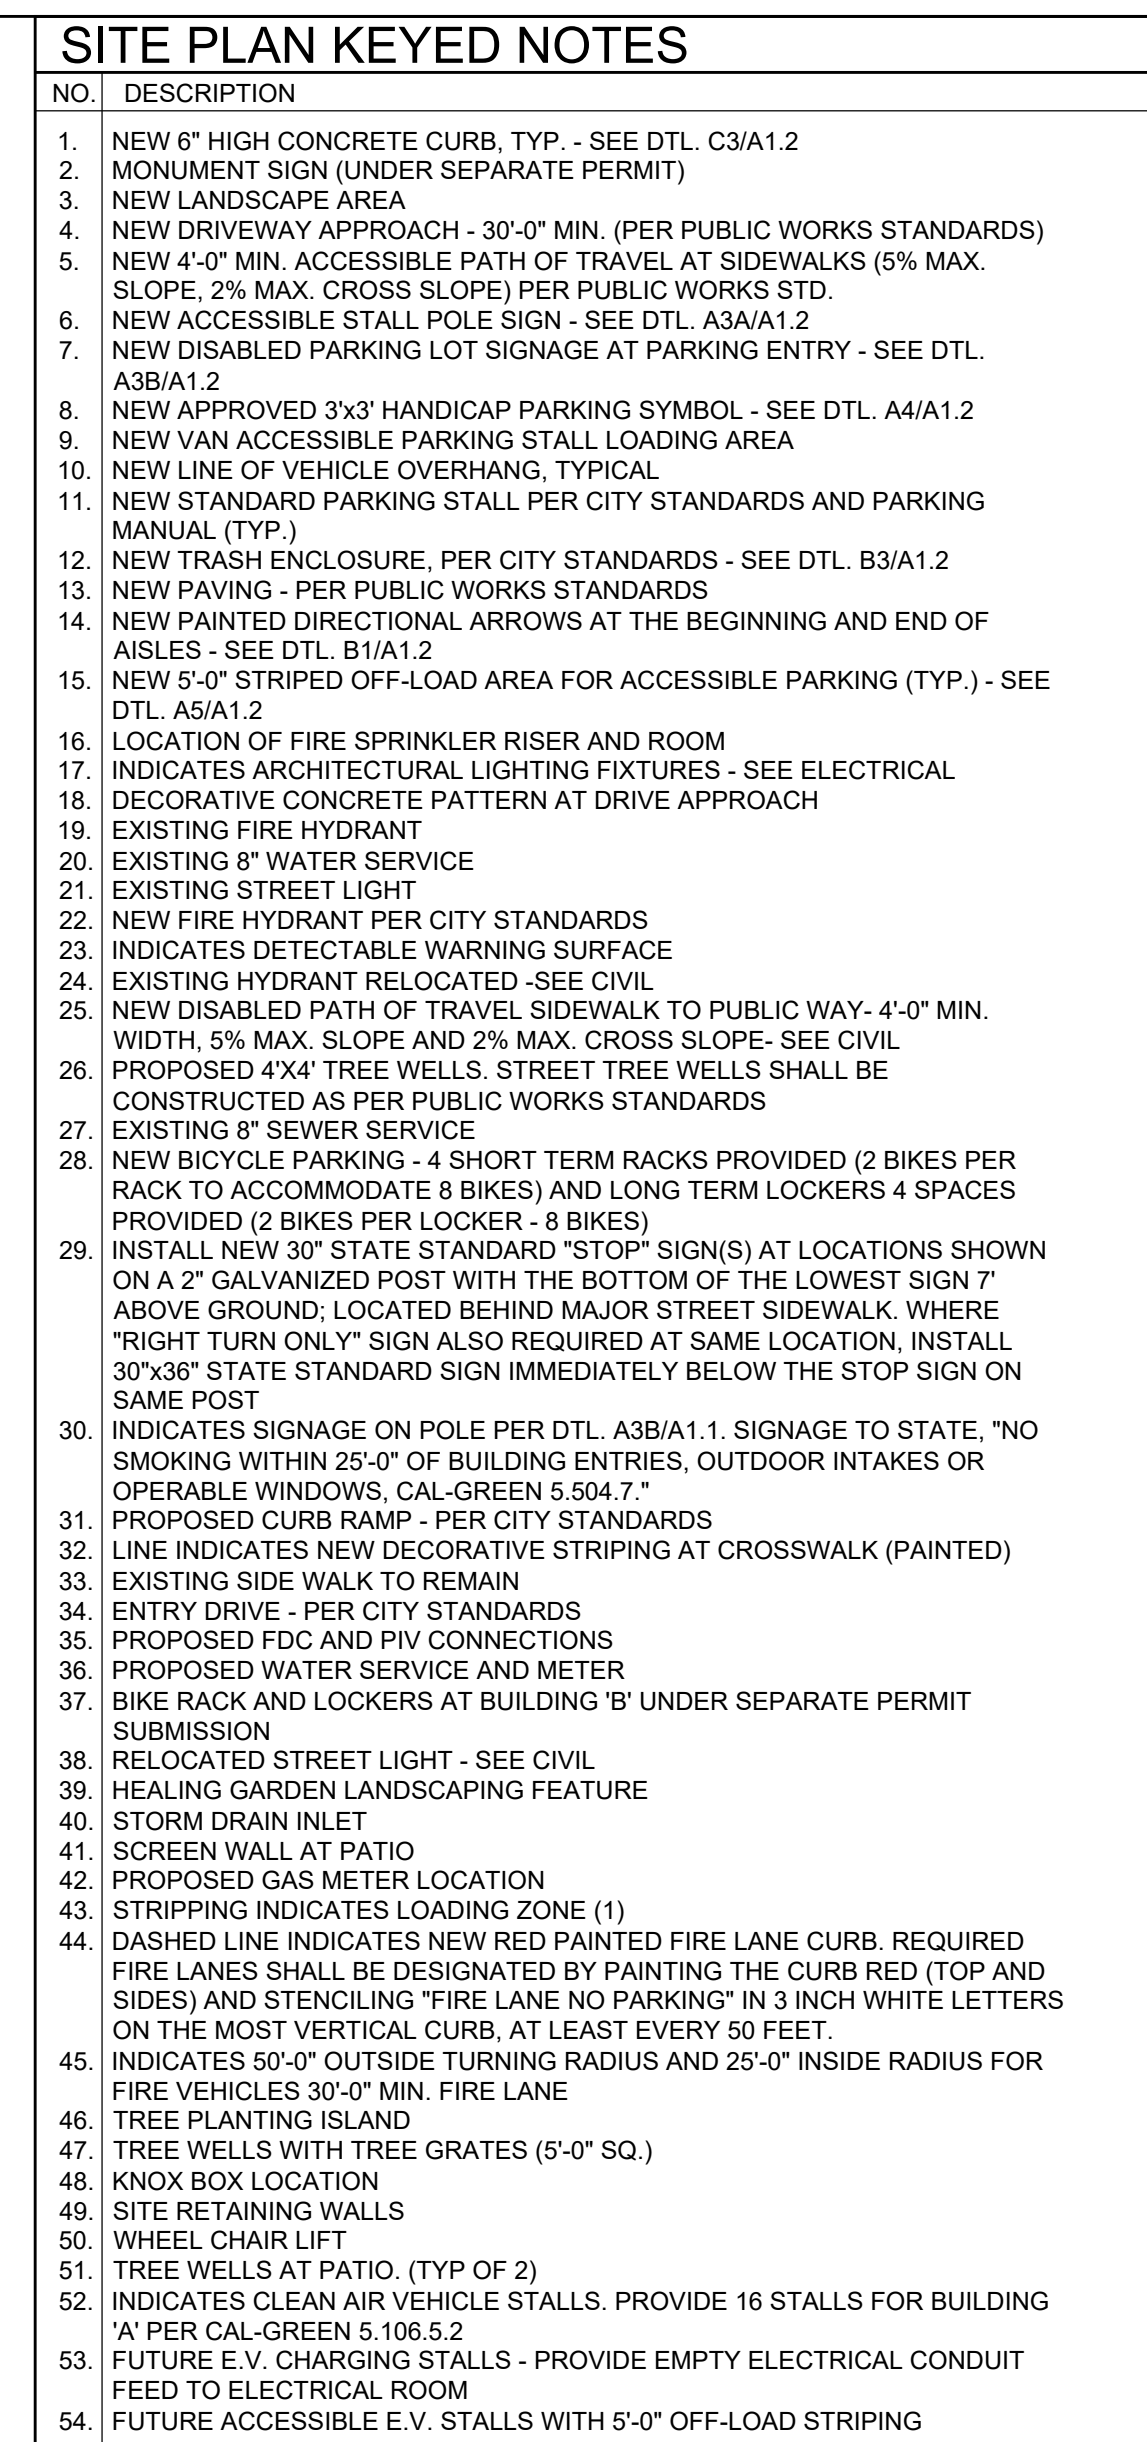 SITE PLAN KEYED NOTES
NO. DESCRIPTION
1. NEW 6" HIGH CONCRETE CURB, TYP. - SEE DTL. C3/A1.2
2. MONUMENT SIGN (UNDER SEPARATE PERMIT)
3. NEW LANDSCAPE AREA
4. NEW DRIVEWAY APPROACH - 30'-0" MIN. (PER PUBLIC WORKS STANDARDS)
5. NEW 4'-0" MIN. ACCESSIBLE PATH OF TRAVEL AT SIDEWALKS (5% MAX.
SLOPE, 2% MAX. CROSS SLOPE) PER PUBLIC WORKS STD.
6. NEW ACCESSIBLE STALL POLE SIGN - SEE DTL. A3A/A1.2
7. NEW DISABLED PARKING LOT SIGNAGE AT PARKING ENTRY - SEE DTL.
A3B/A1.2
8. NEW APPROVED 3'x3' HANDICAP PARKING SYMBOL - SEE DTL. A4/A1.2
9. NEW VAN ACCESSIBLE PARKING STALL LOADING AREA
10. NEW LINE OF VEHICLE OVERHANG, TYPICAL
11. NEW STANDARD PARKING STALL PER CITY STANDARDS AND PARKING
MANUAL (TYP.)
12. NEW TRASH ENCLOSURE, PER CITY STANDARDS - SEE DTL. B3/A1.2
13. NEW PAVING - PER PUBLIC WORKS STANDARDS
14. NEW PAINTED DIRECTIONAL ARROWS AT THE BEGINNING AND END OF
AISLES - SEE DTL. B1/A1.2
15. NEW 5'-0" STRIPED OFF-LOAD AREA FOR ACCESSIBLE PARKING (TYP.) - SEE
DTL. A5/A1.2
16. LOCATION OF FIRE SPRINKLER RISER AND ROOM
17. INDICATES ARCHITECTURAL LIGHTING FIXTURES - SEE ELECTRICAL
18. DECORATIVE CONCRETE PATTERN AT DRIVE APPROACH
19. EXISTING FIRE HYDRANT
20. EXISTING 8" WATER SERVICE
21. EXISTING STREET LIGHT
22. NEW FIRE HYDRANT PER CITY STANDARDS
23. INDICATES DETECTABLE WARNING SURFACE
24. EXISTING HYDRANT RELOCATED -SEE CIVIL
25. NEW DISABLED PATH OF TRAVEL SIDEWALK TO PUBLIC WAY- 4'-0" MIN.
WIDTH, 5% MAX. SLOPE AND 2% MAX. CROSS SLOPE- SEE CIVIL
26. PROPOSED 4'X4' TREE WELLS. STREET TREE WELLS SHALL BE
CONSTRUCTED AS PER PUBLIC WORKS STANDARDS
27. EXISTING 8" SEWER SERVICE
28. NEW BICYCLE PARKING - 4 SHORT TERM RACKS PROVIDED (2 BIKES PER
RACK TO ACCOMMODATE 8 BIKES) AND LONG TERM LOCKERS 4 SPACES
PROVIDED (2 BIKES PER LOCKER - 8 BIKES)
29. INSTALL NEW 30" STATE STANDARD "STOP" SIGN(S) AT LOCATIONS SHOWN
ON A 2" GALVANIZED POST WITH THE BOTTOM OF THE LOWEST SIGN 7'
ABOVE GROUND; LOCATED BEHIND MAJOR STREET SIDEWALK. WHERE
"RIGHT TURN ONLY" SIGN ALSO REQUIRED AT SAME LOCATION, INSTALL
30"x36" STATE STANDARD SIGN IMMEDIATELY BELOW THE STOP SIGN ON
SAME POST
30. INDICATES SIGNAGE ON POLE PER DTL. A3B/A1.1. SIGNAGE TO STATE, "NO
SMOKING WITHIN 25'-0" OF BUILDING ENTRIES, OUTDOOR INTAKES OR
OPERABLE WINDOWS, CAL-GREEN 5.504.7."
31. PROPOSED CURB RAMP - PER CITY STANDARDS
32. LINE INDICATES NEW DECORATIVE STRIPING AT CROSSWALK (PAINTED)
33. EXISTING SIDE WALK TO REMAIN
34. ENTRY DRIVE - PER CITY STANDARDS
35. PROPOSED FDC AND PIV CONNECTIONS
36. PROPOSED WATER SERVICE AND METER
37. BIKE RACK AND LOCKERS AT BUILDING 'B' UNDER SEPARATE PERMIT
SUBMISSION
38. RELOCATED STREET LIGHT - SEE CIVIL
39. HEALING GARDEN LANDSCAPING FEATURE
40. STORM DRAIN INLET
41. SCREEN WALL AT PATIO
42. PROPOSED GAS METER LOCATION
43. STRIPPING INDICATES LOADING ZONE (1)
44. DASHED LINE INDICATES NEW RED PAINTED FIRE LANE CURB. REQUIRED
FIRE LANES SHALL BE DESIGNATED BY PAINTING THE CURB RED (TOP AND
SIDES) AND STENCILING "FIRE LANE NO PARKING" IN 3 INCH WHITE LETTERS
ON THE MOST VERTICAL CURB, AT LEAST EVERY 50 FEET.
45. INDICATES 50'-0" OUTSIDE TURNING RADIUS AND 25'-0" INSIDE RADIUS FOR
FIRE VEHICLES 30'-0" MIN. FIRE LANE
46. TREE PLANTING ISLAND
47. TREE WELLS WITH TREE GRATES (5'-0" SQ.)
48. KNOX BOX LOCATION
49. SITE RETAINING WALLS
50. WHEEL CHAIR LIFT
51. TREE WELLS AT PATIO. (TYP OF 2)
52. INDICATES CLEAN AIR VEHICLE STALLS. PROVIDE 16 STALLS FOR BUILDING
'A' PER CAL-GREEN 5.106.5.2
53. FUTURE E.V. CHARGING STALLS - PROVIDE EMPTY ELECTRICAL CONDUIT
FEED TO ELECTRICAL ROOM
54. FUTURE ACCESSIBLE E.V. STALLS WITH 5'-0" OFF-LOAD STRIPING